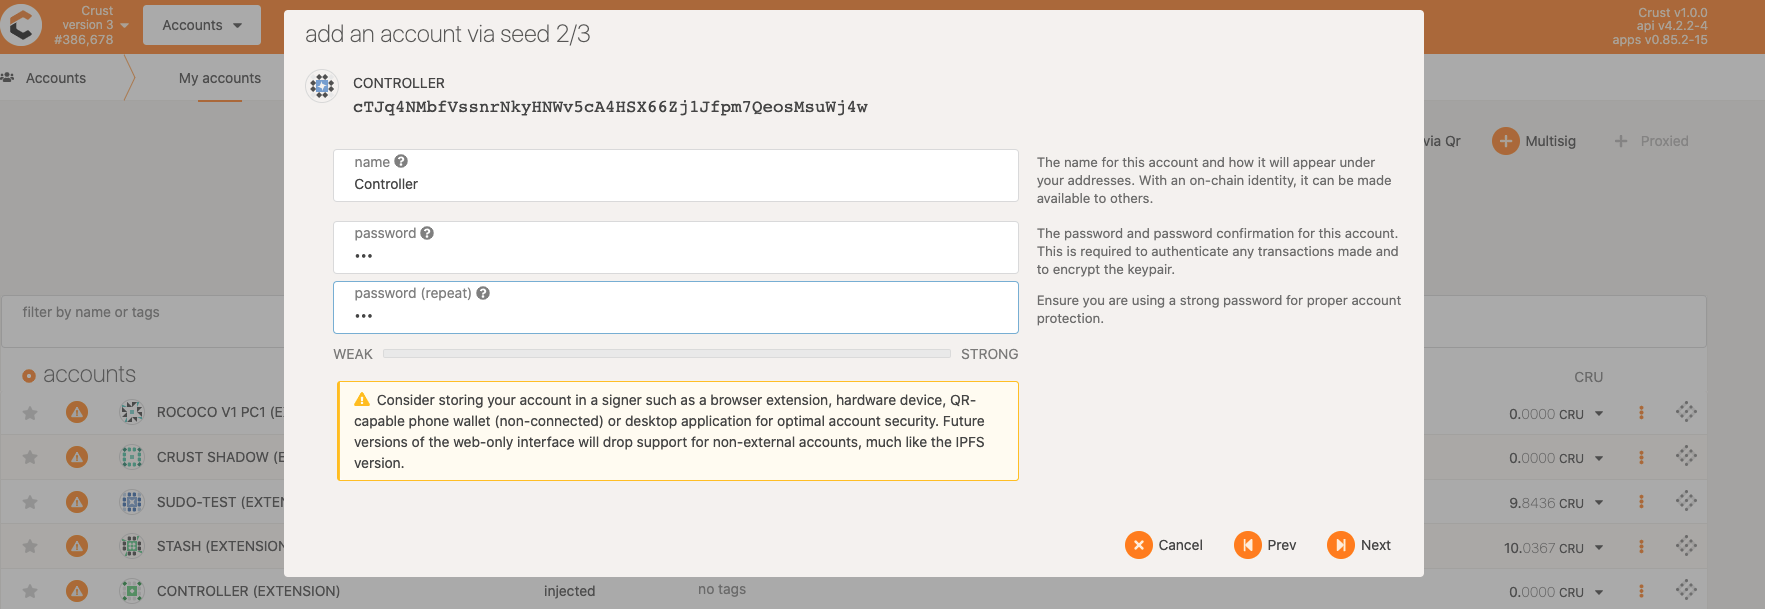 Crust
version 3
#386,678
Accounts
Crust v1.0.0
api v4.2.2-4
apps v0.85.2-15
Accounts
My accounts
add an account via seed 2/3
CONTROLLER
cTJq4NMbfVssnrNkyHNWv5cA4HSX66Zj1Jfpm7QeosMsuWj4w
via Qr
Multisig
Proxied
name
Controller
The name for this account and how it will appear under
your addresses. With an on-chain identity, it can be made
available to others.
password
•••
The password and password confirmation for this account.
This is required to authenticate any transactions made and
to encrypt the keypair.
password (repeat)
•••
Ensure you are using a strong password for proper account
protection.
WEAK
STRONG
Consider storing your account in a signer such as a browser extension, hardware device, QR-
capable phone wallet (non-connected) or desktop application for optimal account security. Future
versions of the web-only interface will drop support for non-external accounts, much like the IPFS
version.
Cancel
Prev
Next
filter by name or tags
accounts
CRU
ROCOCO V1 PC1 (E
0.0000 CRU
CRUST SHADOW (E
0.0000 CRU
SUDO-TEST (EXTEN
9.8436 CRU
STASH (EXTENSION
10.0367 CRU
CONTROLLER (EXTENSION)
injected
no tags
0.0000 CRU